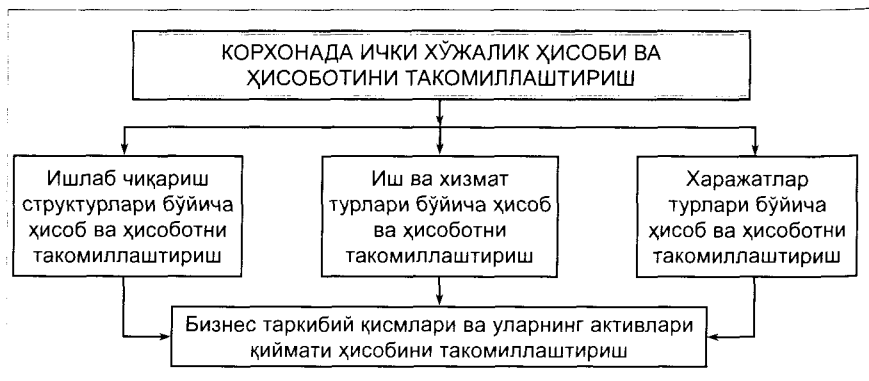 КОРХОНАДА ИЧКИ ХЎЖАЛИК ҲИСОБИ ВА
ҲИСОБОТИНИ ТАКОМИЛЛАШТИРИШ
Ишлаб чиқариш
структурлари бўйича
ҳисоб ва ҳисоботни
такомиллаштириш
Иш ва хизмат
турлари бўйича ҳисоб
ва ҳисоботни
такомиллаштириш
Харажатлар
турлари бўйича
ҳисоб ва ҳисоботни
такомиллаштириш
Бизнес таркибий қисмлари ва уларнинг активлари
қиймати ҳисобини такомиллаштириш